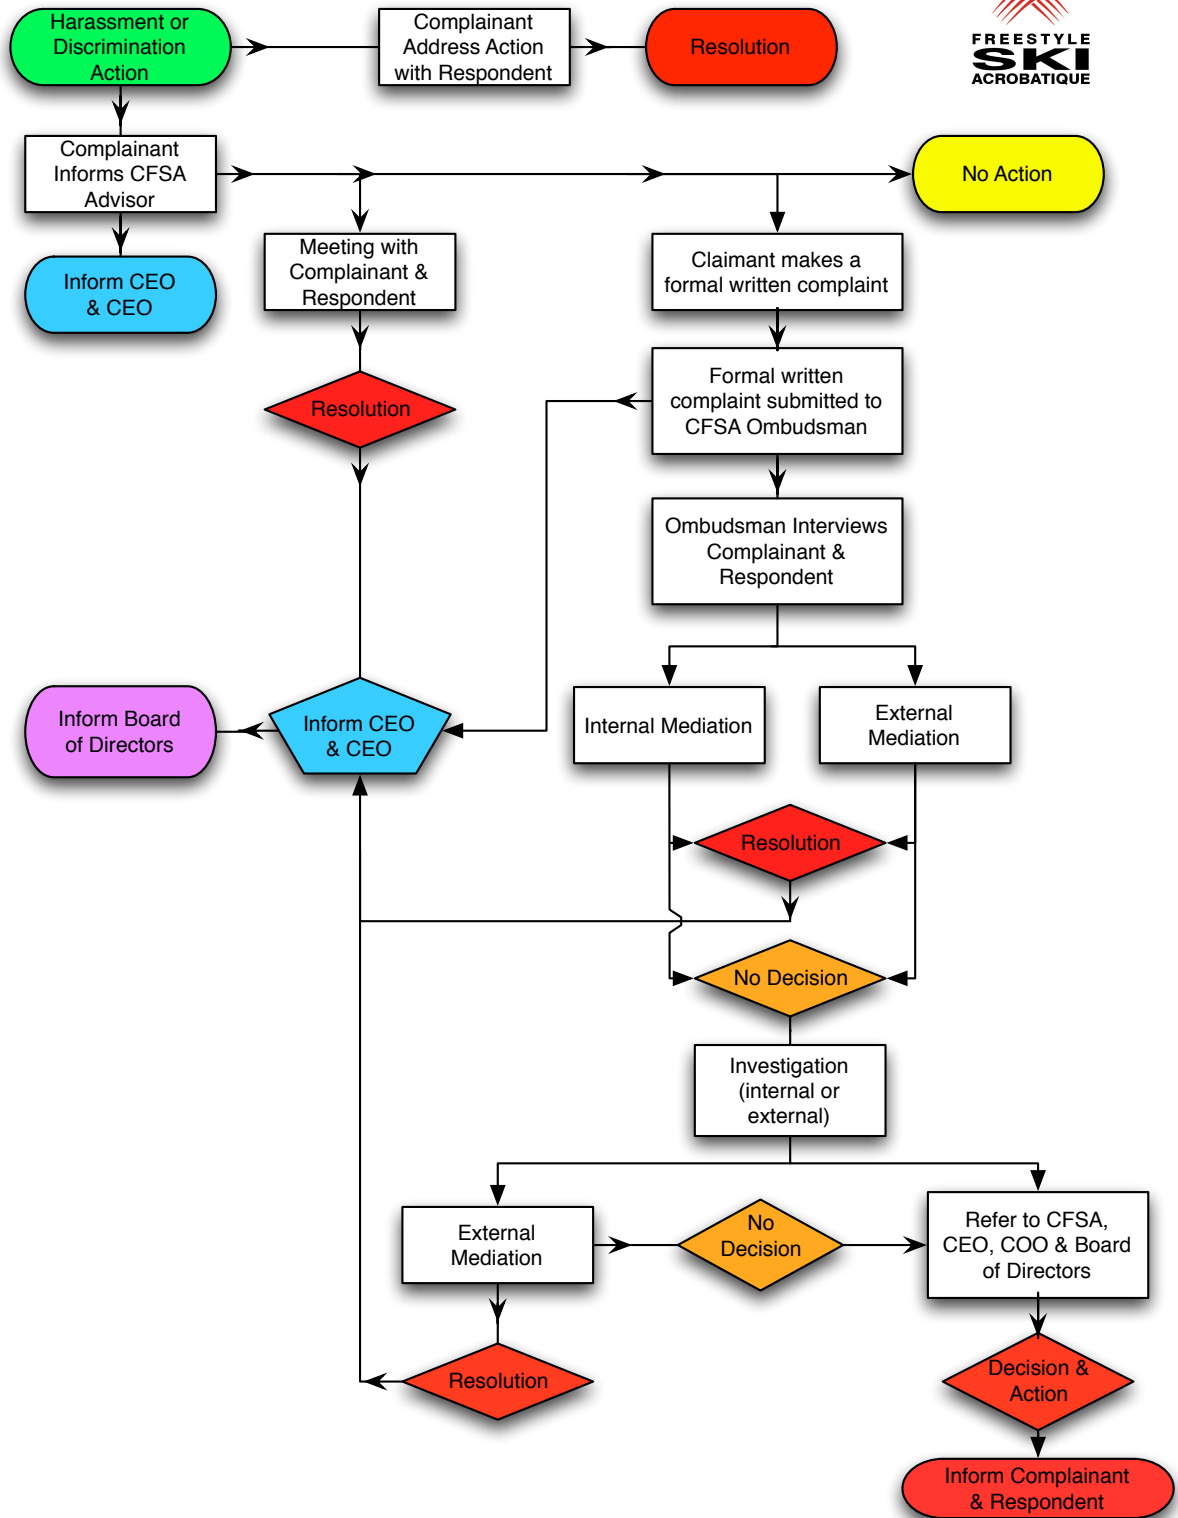 Harassment or
Discrimination
Action
Complainant
Address Action
with Respondent
Resolution
FREESTYLE
SKI
ACROBATIQUE
Complainant
Informs CFSA
Advisor
No Action
Inform CEO
& CEO
Meeting with
Complainant &
Respondent
Claimant makes a
formal written complaint
Resolution
Formal written
complaint submitted to
CFSA Ombudsman
Ombudsman Interviews
Complainant &
Respondent
Inform Board
of Directors
Inform CEO
& CEO
Internal Mediation
External
Mediation
Resolution
No Decision
Investigation
(internal or
external)
External
Mediation
No
Decision
Refer to CFSA,
CEO, COO & Board
of Directors
Resolution
Decision &
Action
Inform Complainant
& Respondent